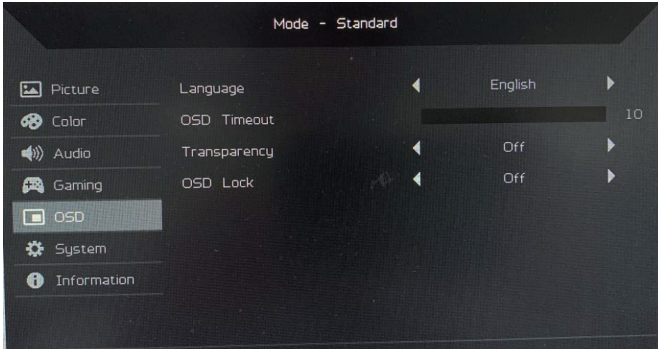 Mode - Standard
Picture
Color
Audio
Gaming
OSD
System
Information
Language English
OSD Timeout 10
Transparency Off
OSD Lock Off